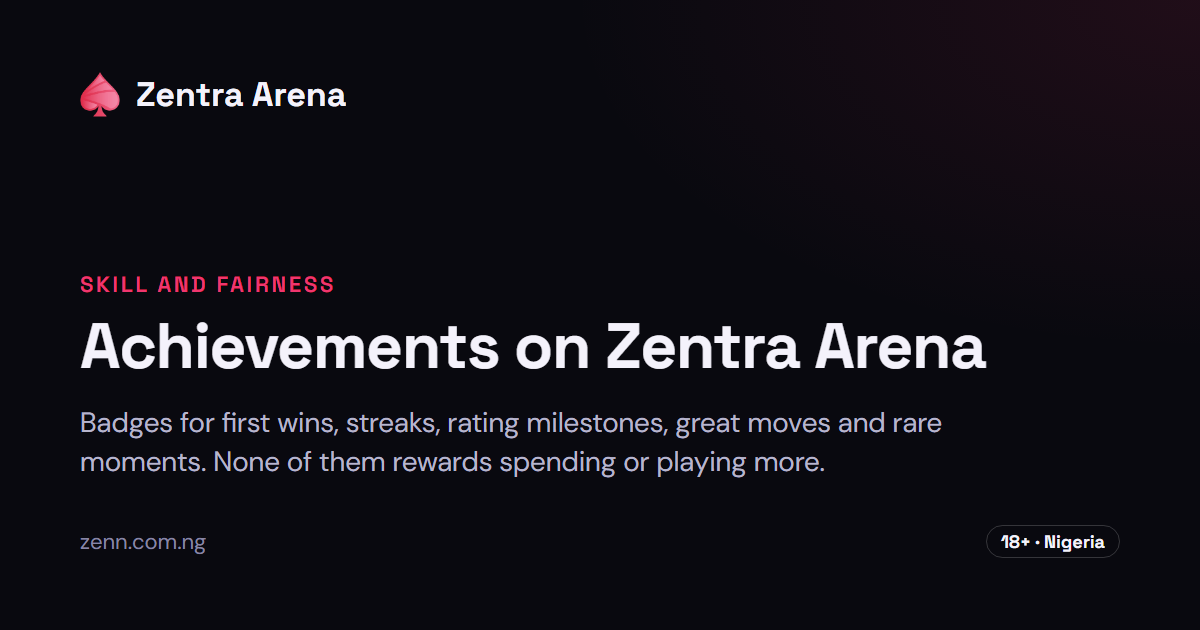 Zentra Arena
SKILL AND FAIRNESS
Achievements on Zentra Arena
Badges for first wins, streaks, rating milestones, great moves and rare
moments. None of them rewards spending or playing more.
zenn.com.ng
18+ · Nigeria